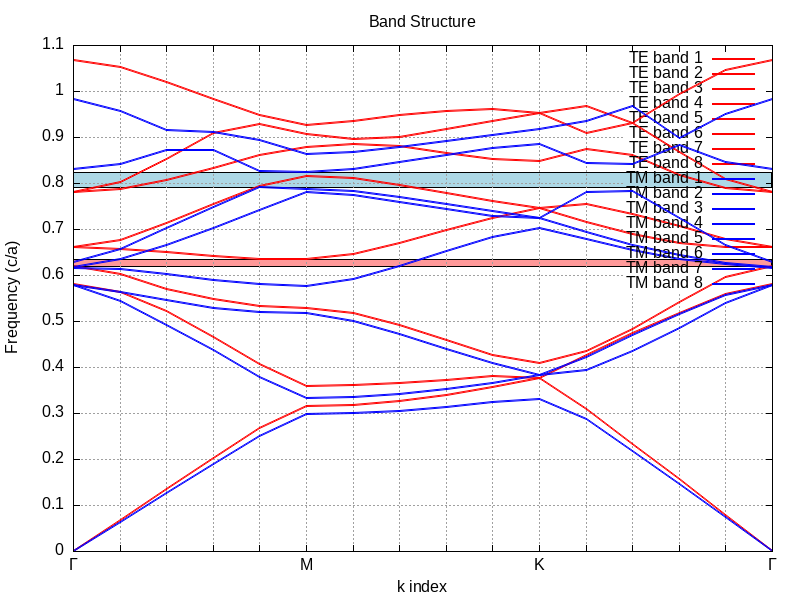 Band Structure
1.1
1
0.9
0.8
0.7
0.6
0.5
0.4
0.3
0.2
0.1
0
Frequency (c/a)
Γ
M
K
Γ
k index
TE band 1
TE band 2
TE band 3
TE band 4
TE band 5
TE band 6
TE band 7
TE band 8
TM band 1
TM band 2
TM band 3
TM band 4
TM band 5
TM band 6
TM band 7
TM band 8